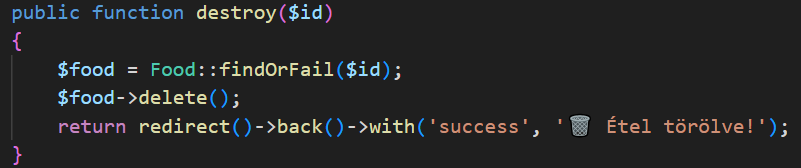 public function destroy($id)
{
    $food = Food::findOrFail($id);
    $food->delete();
    return redirect()->back()->with('success', '🗑️ Étel törölve!');
}